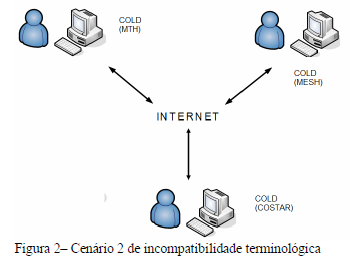 COLD
(MTH)
COLD
(MESH)
INTERNET
COLD
(COSTAR)
Figura 2– Cenário 2 de incompatibilidade terminológica